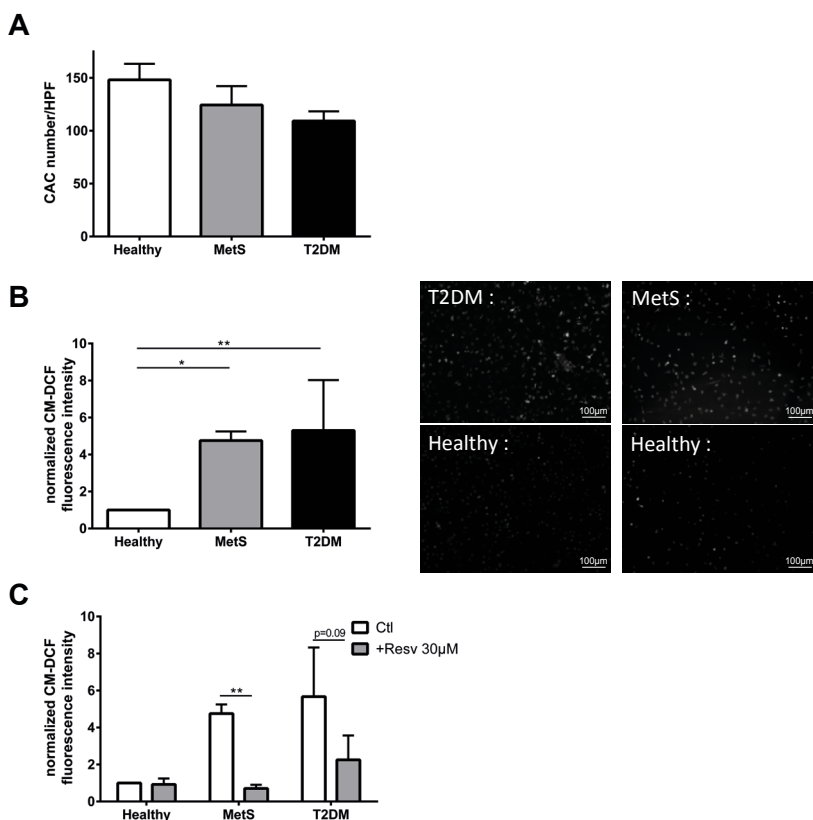 A
CAC number/HPF
150
100
50
0
Healthy MetS T2DM
B
normalized CM-DCF
fluorescence intensity
10
8
6
4
2
0
**
*
Healthy MetS T2DM
T2DM :
100µm
MetS :
100µm
Healthy :
100µm
Healthy :
100µm
C
normalized CM-DCF
fluorescence intensity
10
8
6
4
2
0
**
p=0.09
Ctl
+Resv 30µM
Healthy MetS T2DM